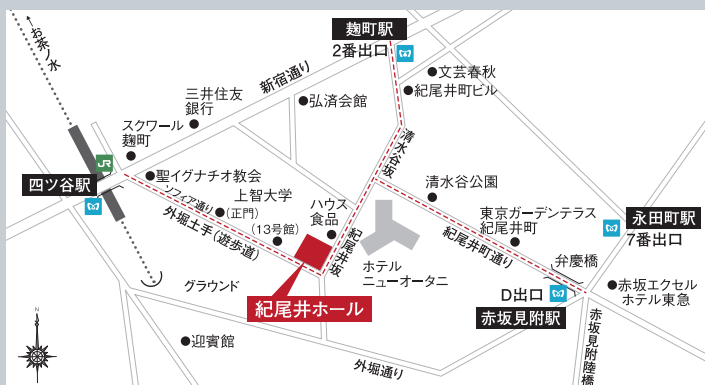 ←お茶ノ水
麹町駅
2番出口
新宿通り
文芸春秋
紀尾井町ビル
三井住友
銀行
弘済会館
スクワール
麹町
JR
四ツ谷駅
聖イグナチオ教会
ソフィア通り
上智大学
(正門)
(13号館)
外堀土手(遊歩道)
ハウス
食品
清水谷坂
清水谷公園
紀尾井坂
東京ガーデンテラス
紀尾井町
紀尾井町通り
永田町駅
7番出口
弁慶橋
ホテル
ニューオータニ
D出口
赤坂見附駅
赤坂エクセル
ホテル東急
グラウンド
紀尾井ホール
迎賓館
外堀通り
赤坂見附陸橋
N